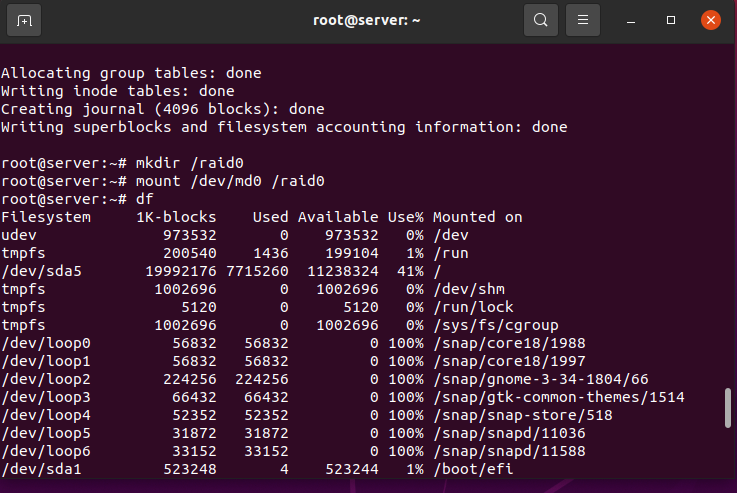 root@server: ~
Allocating group tables: done
Writing inode tables: done
Creating journal (4096 blocks): done
Writing superblocks and filesystem accounting information: done
root@server:~# mkdir /raid0
root@server:~# mount /dev/md0 /raid0
root@server:~# df
Filesystem     1K-blocks    Used Available Use% Mounted on
udev              973532       0    973532   0% /dev
tmpfs             200540    1436    199104   1% /run
/dev/sda5       19992176 7715260  11238324  41% /
tmpfs            1002696       0   1002696   0% /dev/shm
tmpfs               5120       0      5120   0% /run/lock
tmpfs            1002696       0   1002696   0% /sys/fs/cgroup
/dev/loop0         56832   56832         0 100% /snap/core18/1988
/dev/loop1         56832   56832         0 100% /snap/core18/1997
/dev/loop2        224256  224256         0 100% /snap/gnome-3-34-1804/66
/dev/loop3         66432   66432         0 100% /snap/gtk-common-themes/1514
/dev/loop4         52352   52352         0 100% /snap/snap-store/518
/dev/loop5         31872   31872         0 100% /snap/snapd/11036
/dev/loop6         33152   33152         0 100% /snap/snapd/11588
/dev/sda1         523248       4    523244   1% /boot/efi